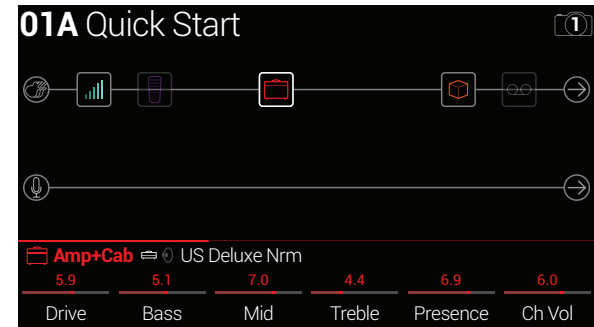 01A Quick Start
1
Amp+Cab US Deluxe Nrm
5.9 5.1 7.0 4.4 6.9 6.0
Drive Bass Mid Treble Presence Ch Vol